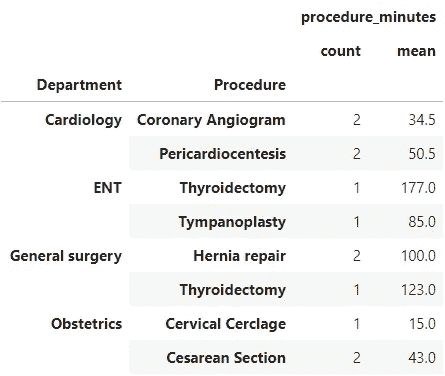 procedure_minutes
count mean
Department Procedure
Cardiology Coronary Angiogram 2 34.5
Pericardiocentesis 2 50.5
ENT Thyroidectomy 1 177.0
Tympanoplasty 1 85.0
General surgery Hernia repair 2 100.0
Thyroidectomy 1 123.0
Obstetrics Cervical Cerclage 1 15.0
Cesarean Section 2 43.0